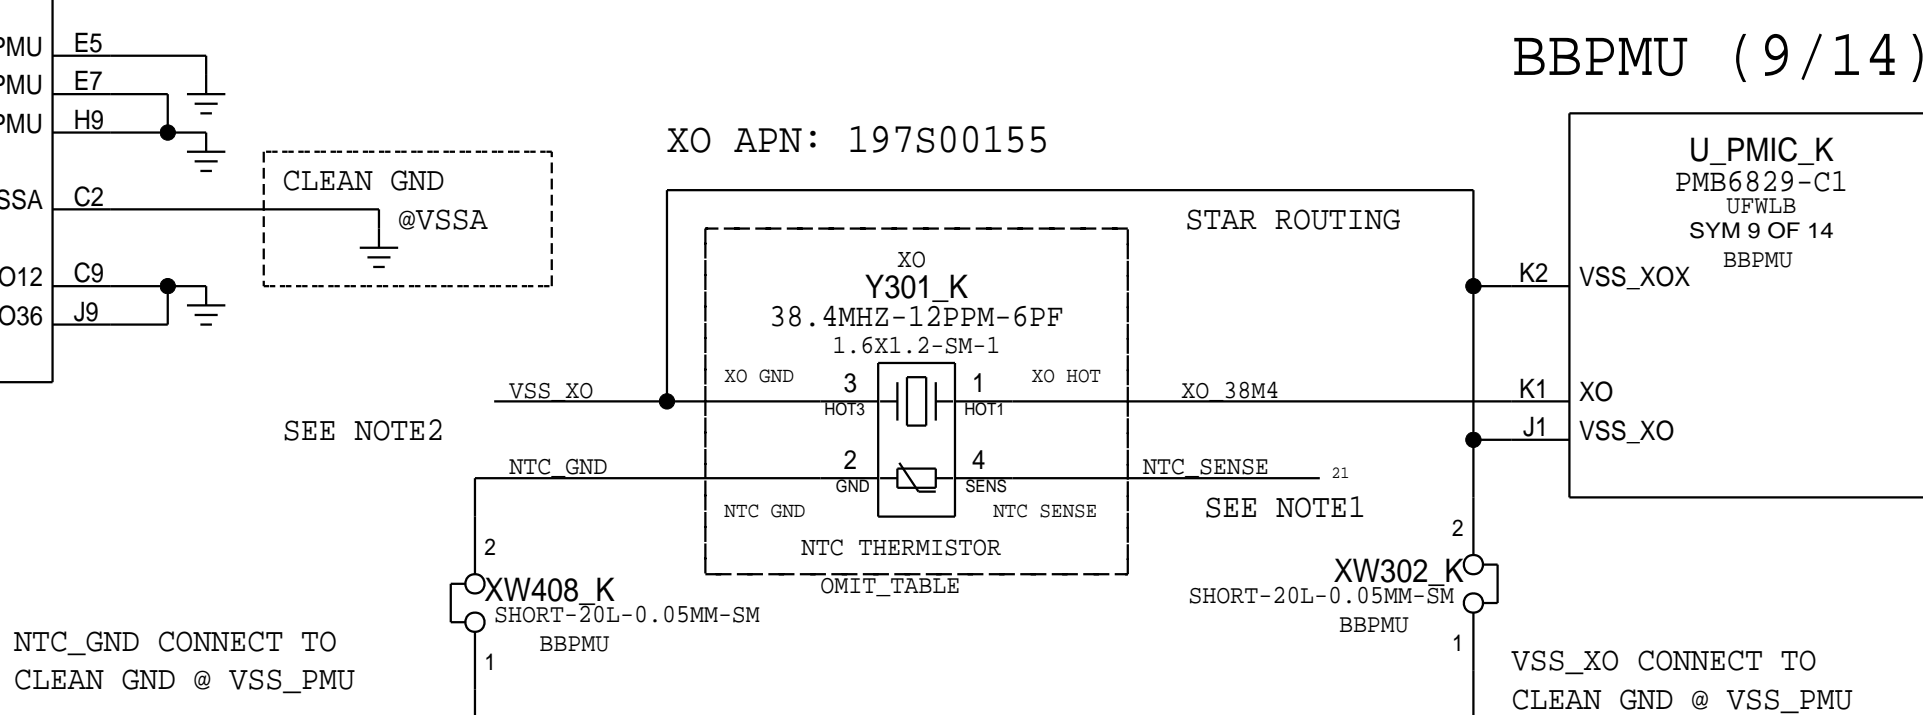 BBPMU (9/14)
PMU E5
PMU E7
PMU H9
SSA C2
O12 C9
O36 J9
CLEAN GND
@VSSA
XO APN: 197S00155
STAR ROUTING
XO
Y301_K
38.4MHZ-12PPM-6PF
1.6X1.2-SM-1
VSS_XO
XO GND
3
HOT3
1
HOT1
XO HOT
XO_38M4
SEE NOTE2
NTC_GND
2
GND
4
SENS
NTC_SENSE
21
NTC GND
NTC SENSE
SEE NOTE1
NTC THERMISTOR
OMIT_TABLE
U_PMIC_K
PMB6829-C1
UFWLB
SYM 9 OF 14
BBPMU
K2 VSS_XOX
K1 XO
J1 VSS_XO
2
XW408_K
SHORT-20L-0.05MM-SM
BBPMU
1
2
XW302_K
SHORT-20L-0.05MM-SM
BBPMU
1
NTC_GND CONNECT TO
CLEAN GND @ VSS_PMU
VSS_XO CONNECT TO
CLEAN GND @ VSS_PMU